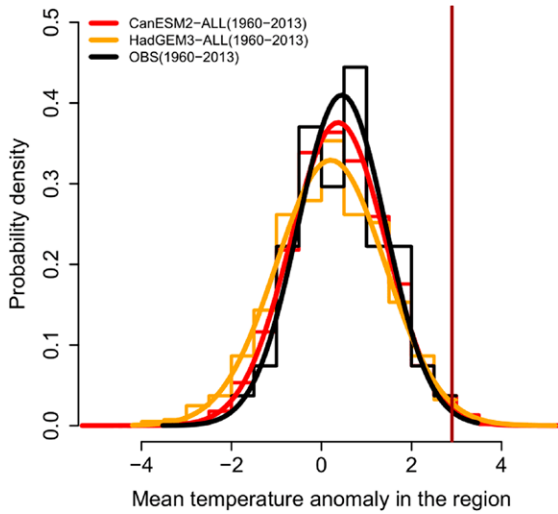 CanESM2-ALL(1960-2013)
HadGEM3-ALL(1960-2013)
OBS(1960-2013)
0.5
0.4
0.3
0.2
0.1
0.0
Probability density
-4 -2 0 2 4
Mean temperature anomaly in the region